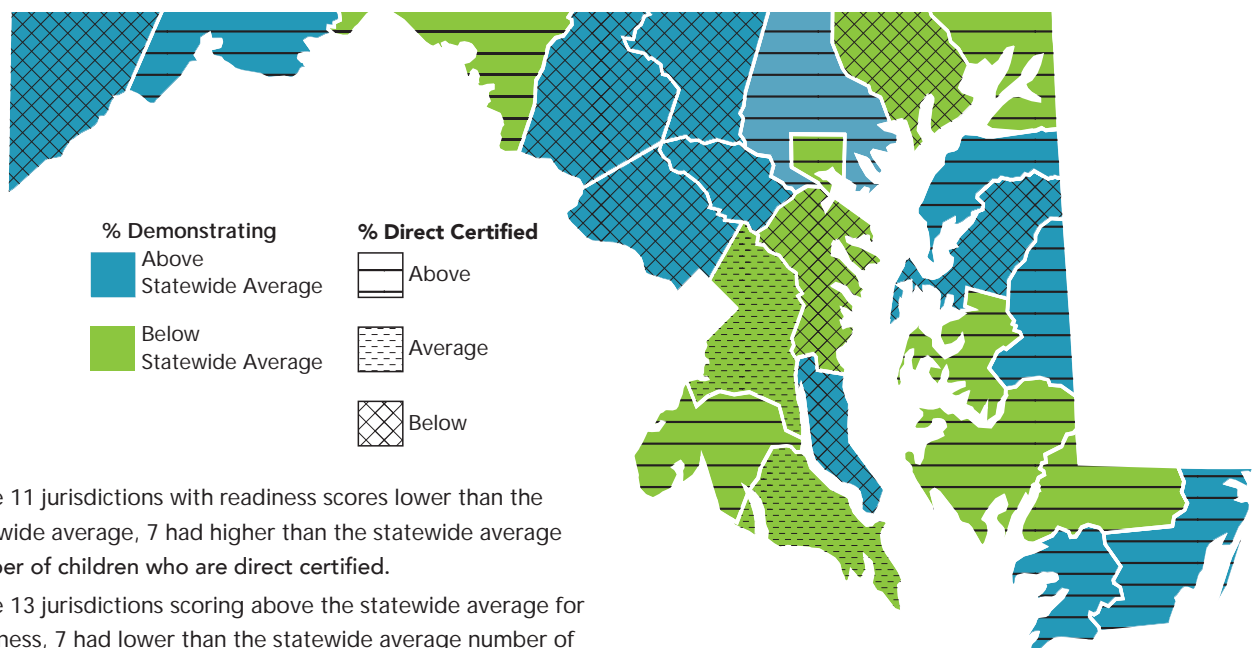 % Demonstrating
Above
Statewide Average
Below
Statewide Average
% Direct Certified
Above
Average
Below
11 jurisdictions with readiness scores lower than the
wide average, 7 had higher than the statewide average
of children who are direct certified.
13 jurisdictions scoring above the statewide average for
7 had lower than the statewide average number of